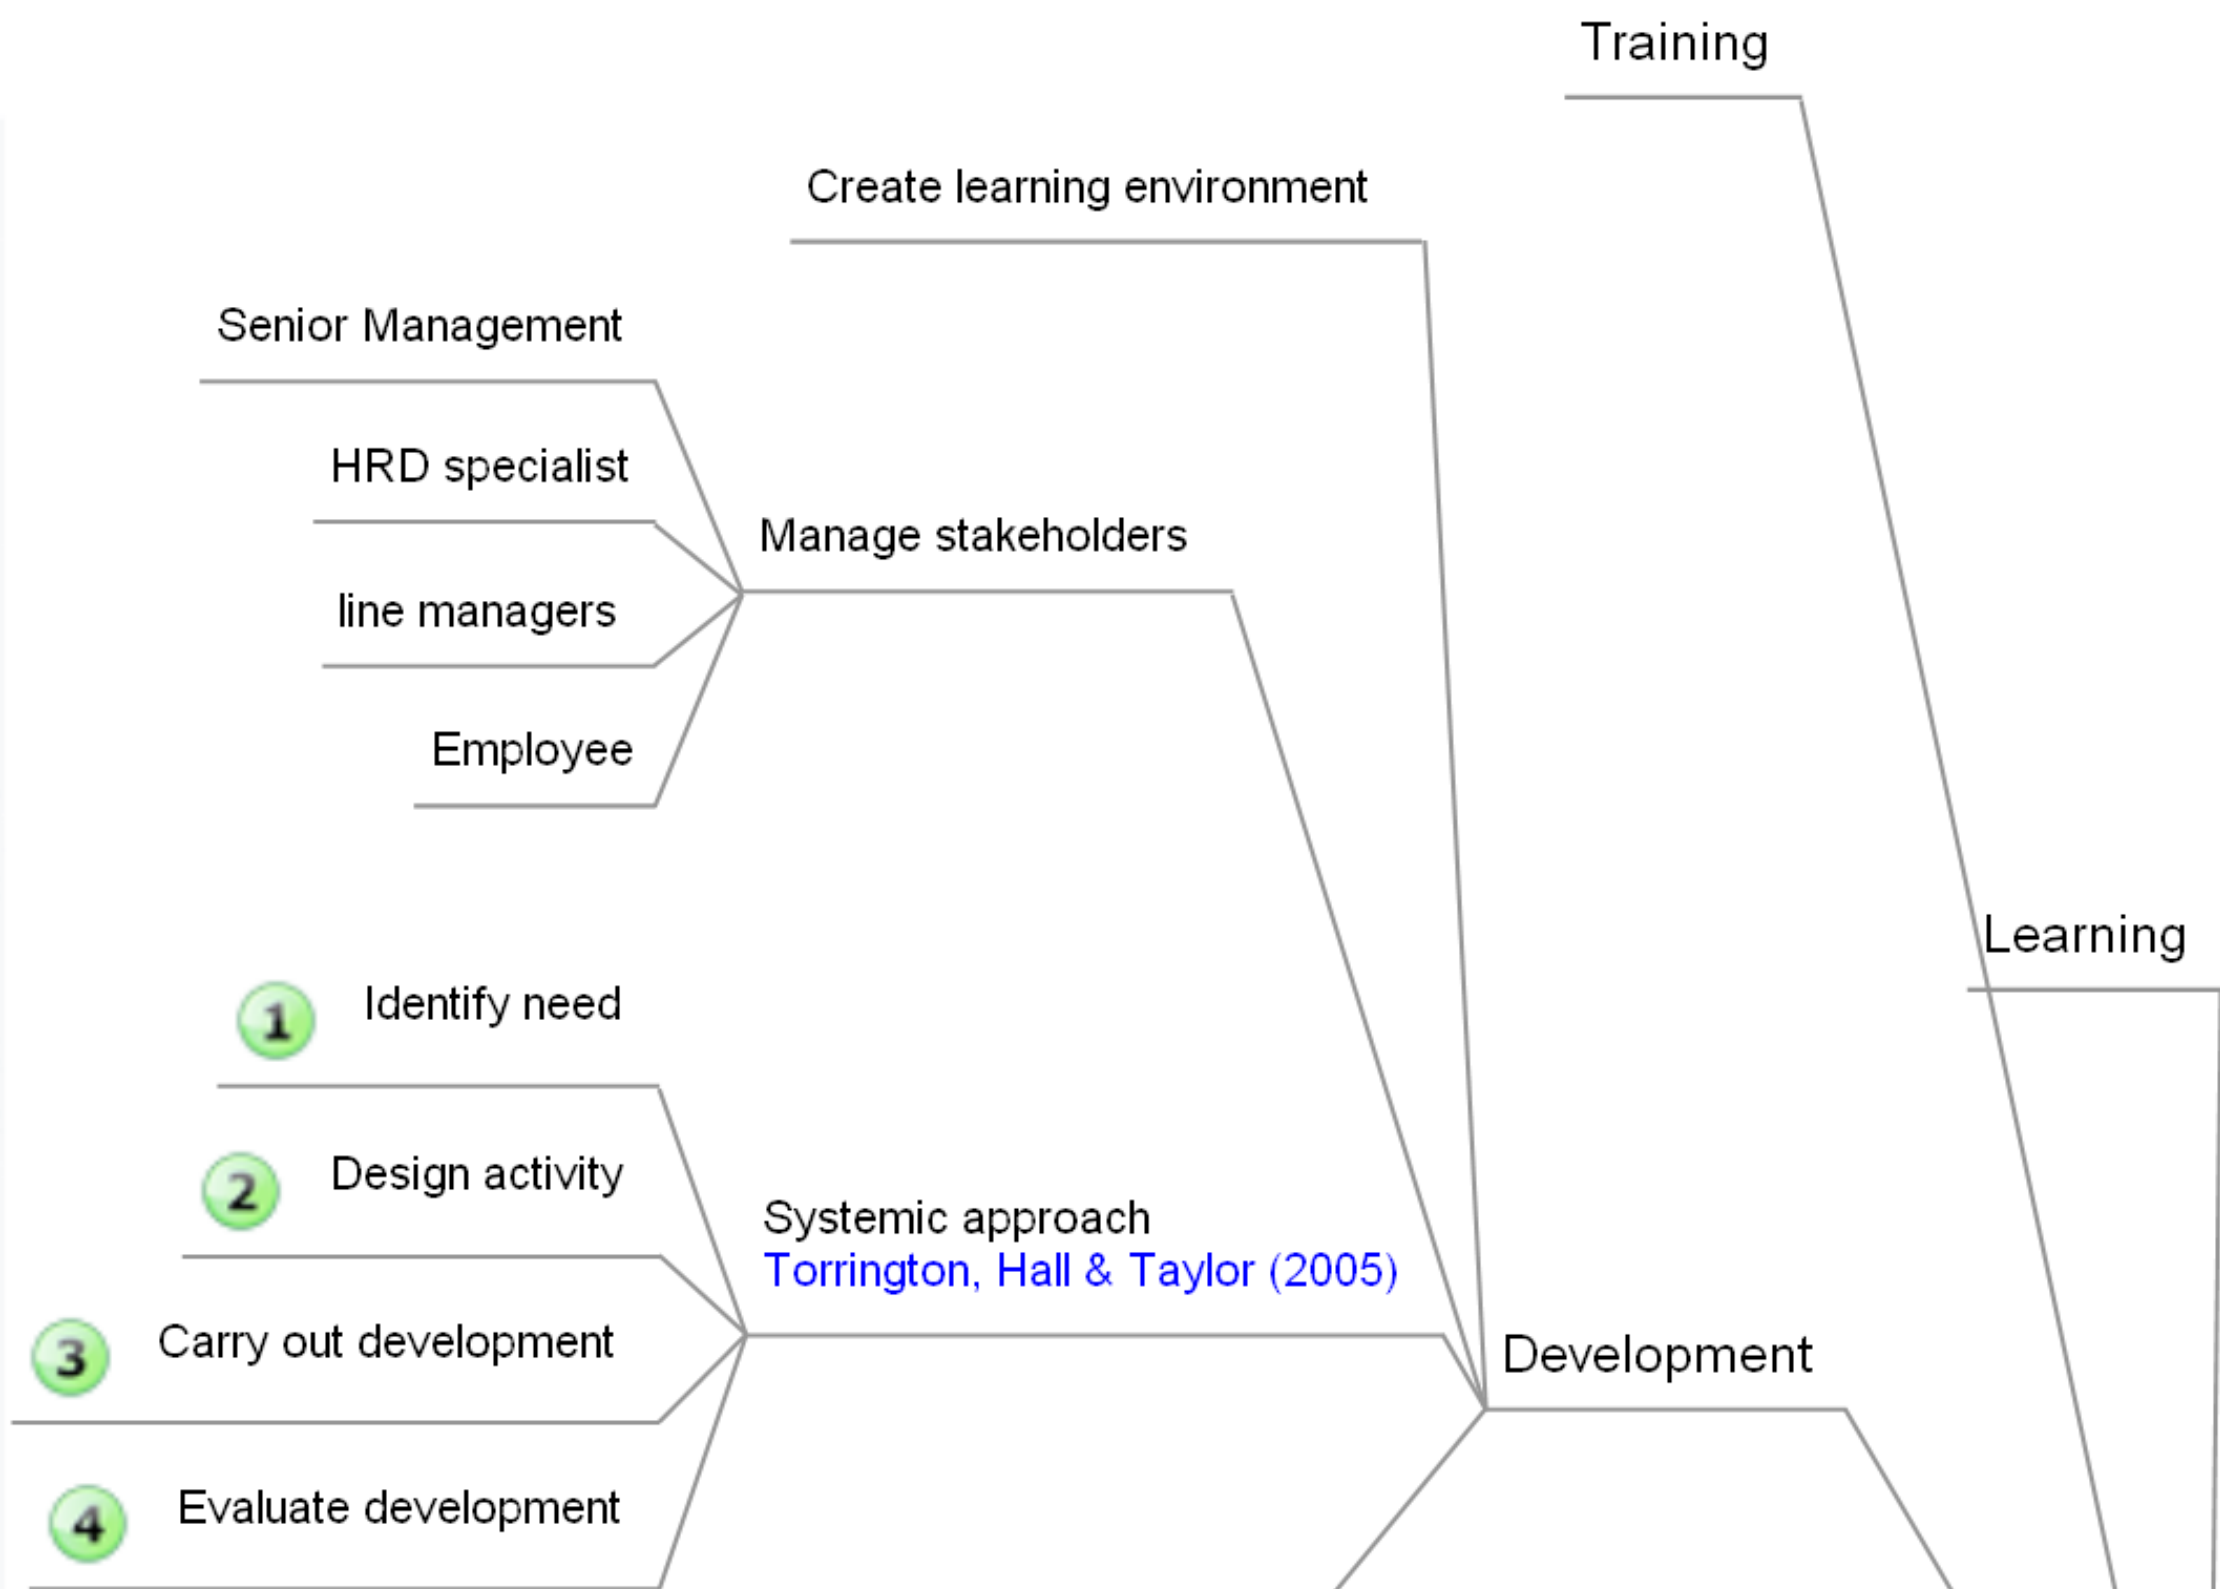 Training
Create learning environment
Senior Management
HRD specialist
Manage stakeholders
line managers
Employee
Learning
1 Identify need
2 Design activity
Systemic approach
Torrington, Hall & Taylor (2005)
3 Carry out development
Development
4 Evaluate development